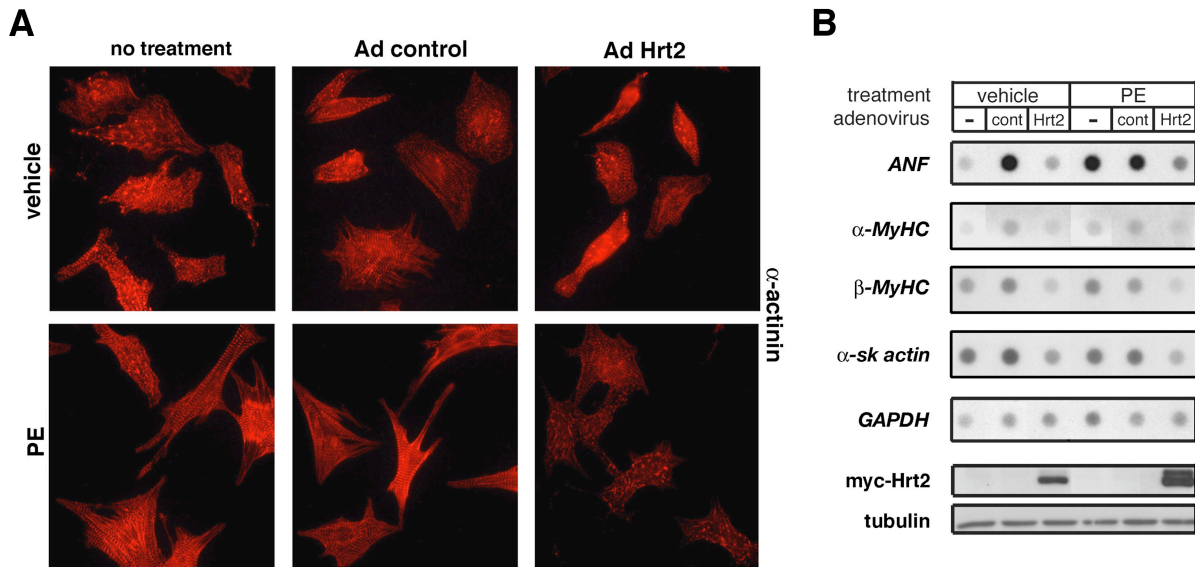 A
no treatment
Ad control
Ad Hrt2
vehicle
PE
α-actinin
B
treatment vehicle PE
adenovirus - cont Hrt2 - cont Hrt2
ANF
α-MyHC
β-MyHC
α-sk actin
GAPDH
myc-Hrt2
tubulin